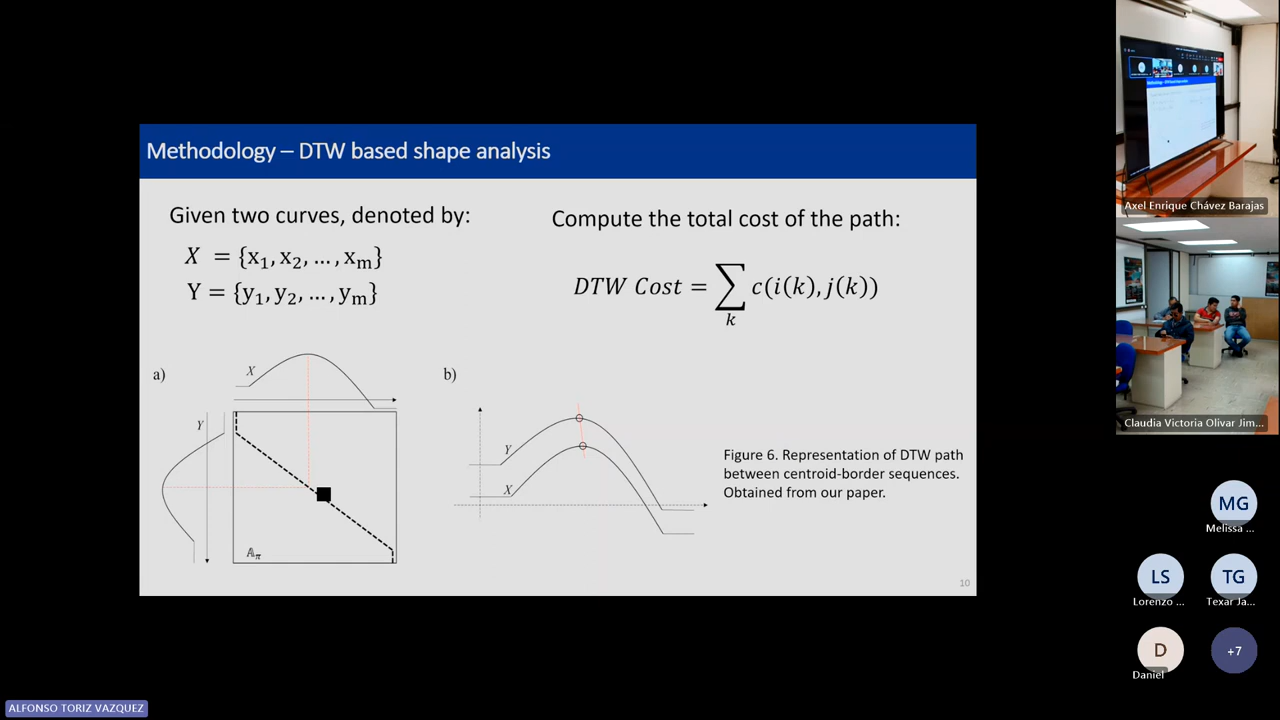 Methodology – DTW based shape analysis
Given two curves, denoted by:
X = {x₁, x₂, …, xₘ}
Y = {y₁, y₂, …, yₘ}
Compute the total cost of the path:
DTW Cost = ∑ₖ c(i(k), j(k))
a)
X
Y
𝔸π
b)
Y
X
Figure 6. Representation of DTW path
between centroid-border sequences.
Obtained from our paper.
10
Axel Enrique Chávez Barajas
Claudia Victoria Olivar Jim...
MG
Melissa ...
LS
Lorenzo ...
TG
Texar Ja...
D
Daniel
+7
ALFONSO TORIZ VAZQUEZ